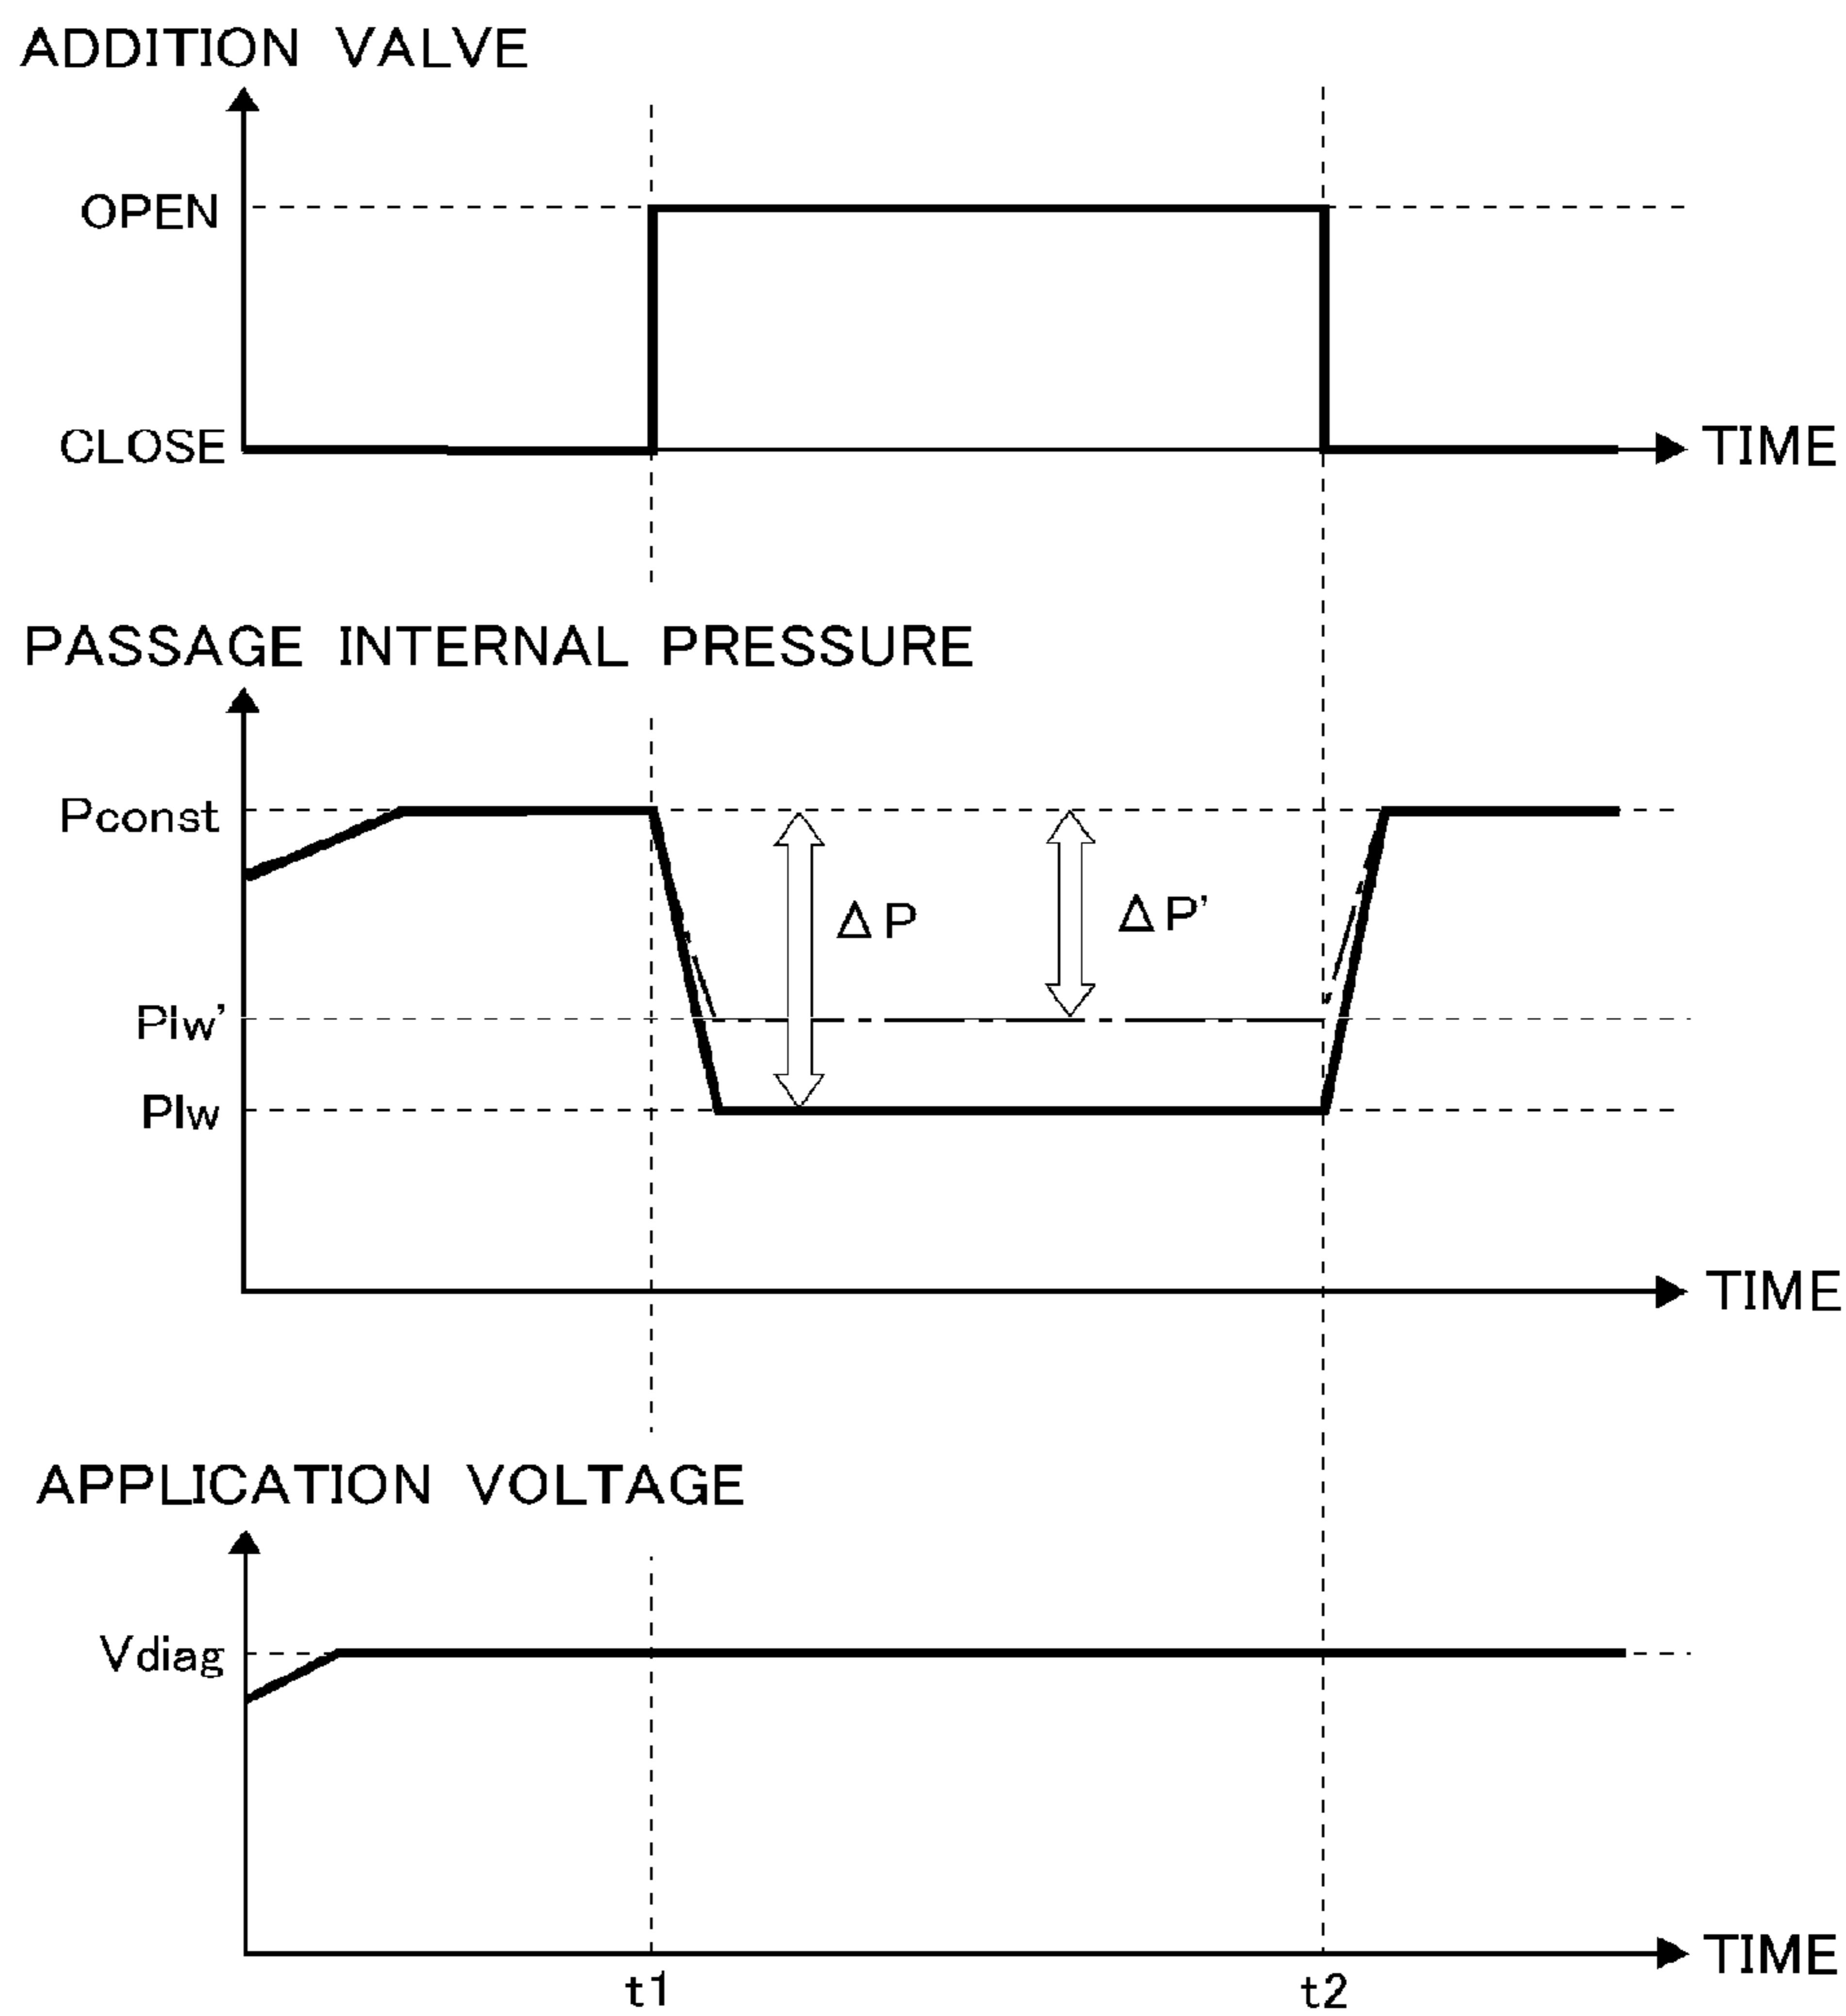 ADDITION VALVE
OPEN
CLOSE
TIME
PASSAGE INTERNAL PRESSURE
Pconst
ΔP
ΔP'
Plw'
Plw
TIME
APPLICATION VOLTAGE
Vdiag
TIME
t1
t2